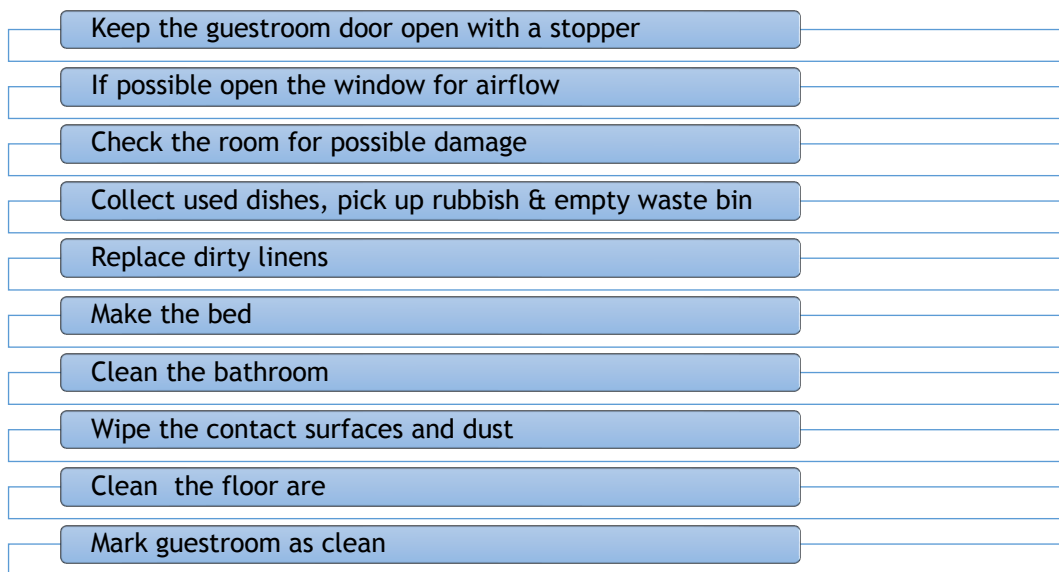 Keep the guestroom door open with a stopper
If possible open the window for airflow
Check the room for possible damage
Collect used dishes, pick up rubbish & empty waste bin
Replace dirty linens
Make the bed
Clean the bathroom
Wipe the contact surfaces and dust
Clean  the floor are
Mark guestroom as clean